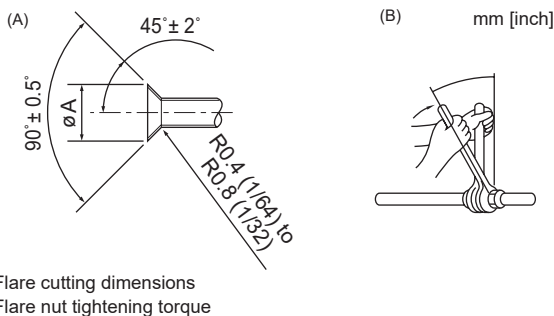 (A)
45°± 2°
90°± 0.5°
øA
R0.4 (1/64) to
R0.8 (1/32)
(B)
mm [inch]
Flare cutting dimensions
Flare nut tightening torque